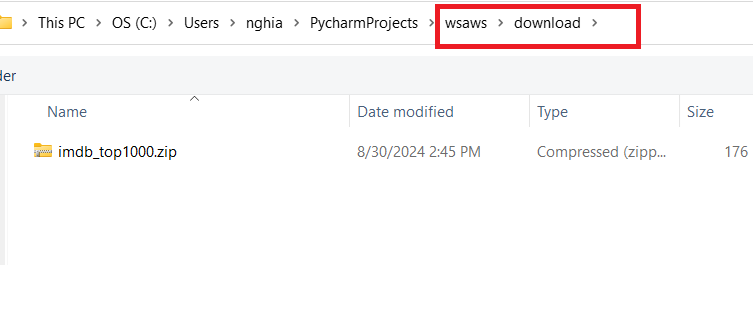 This PC > OS (C:) > Users > nghia > PycharmProjects > wsaws > download >
der
Name Date modified Type Size
imdb_top1000.zip 8/30/2024 2:45 PM Compressed (zipp... 176